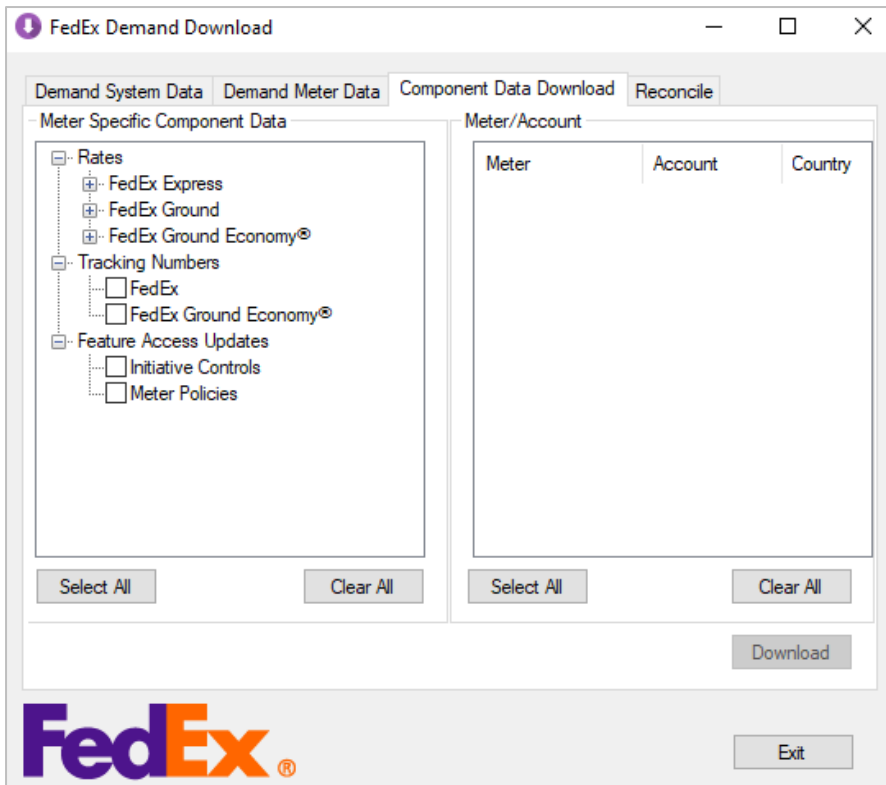 FedEx Demand Download
Demand System Data Demand Meter Data Component Data Download Reconcile
Meter Specific Component Data
Rates
FedEx Express
FedEx Ground
FedEx Ground Economy®
Tracking Numbers
FedEx
FedEx Ground Economy®
Feature Access Updates
Initiative Controls
Meter Policies
Select All Clear All
Meter/Account
Meter Account Country
Select All Clear All
Download
FedEx®
Exit